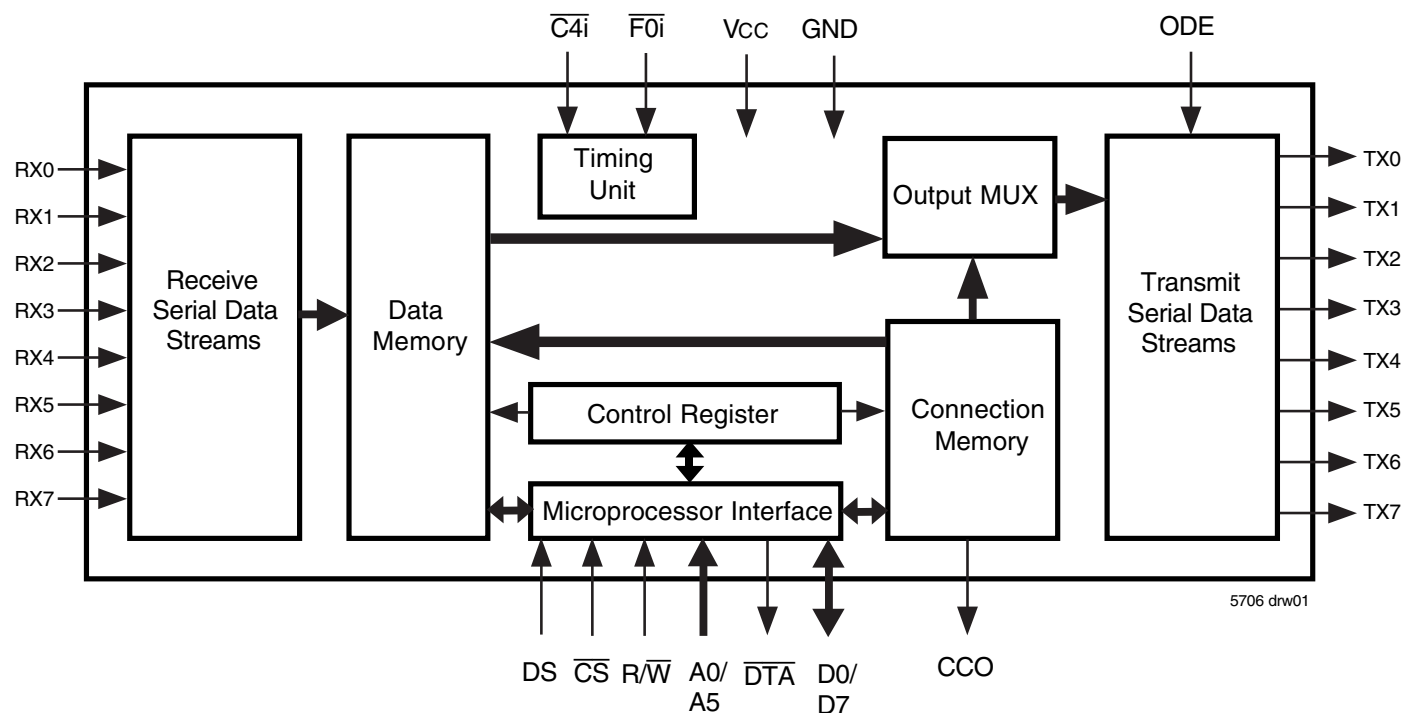 C4i F0i VCC GND ODE
RX0
RX1
RX2
RX3
RX4
RX5
RX6
RX7
Receive
Serial Data
Streams
Data
Memory
Timing
Unit
Output MUX
Control Register
Microprocessor Interface
Connection
Memory
Transmit
Serial Data
Streams
TX0
TX1
TX2
TX3
TX4
TX5
TX6
TX7
5706 drw01
DS CS R/W A0/ DTA D0/ CCO
A5 D7